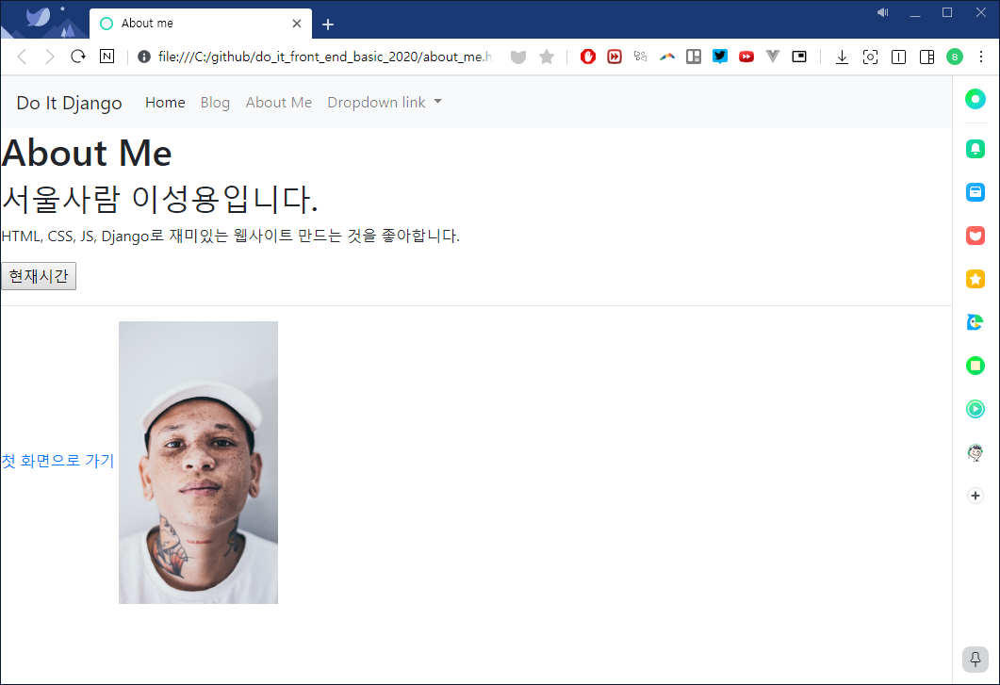 About me
N
file:///C:/github/do_it_front_end_basic_2020/about_me.h
8
Do It Django Home Blog About Me Dropdown link
About Me
서울사람 이성용입니다.
HTML, CSS, JS, Django로 재미있는 웹사이트 만드는 것을 좋아합니다.
현재시간
첫 화면으로 가기